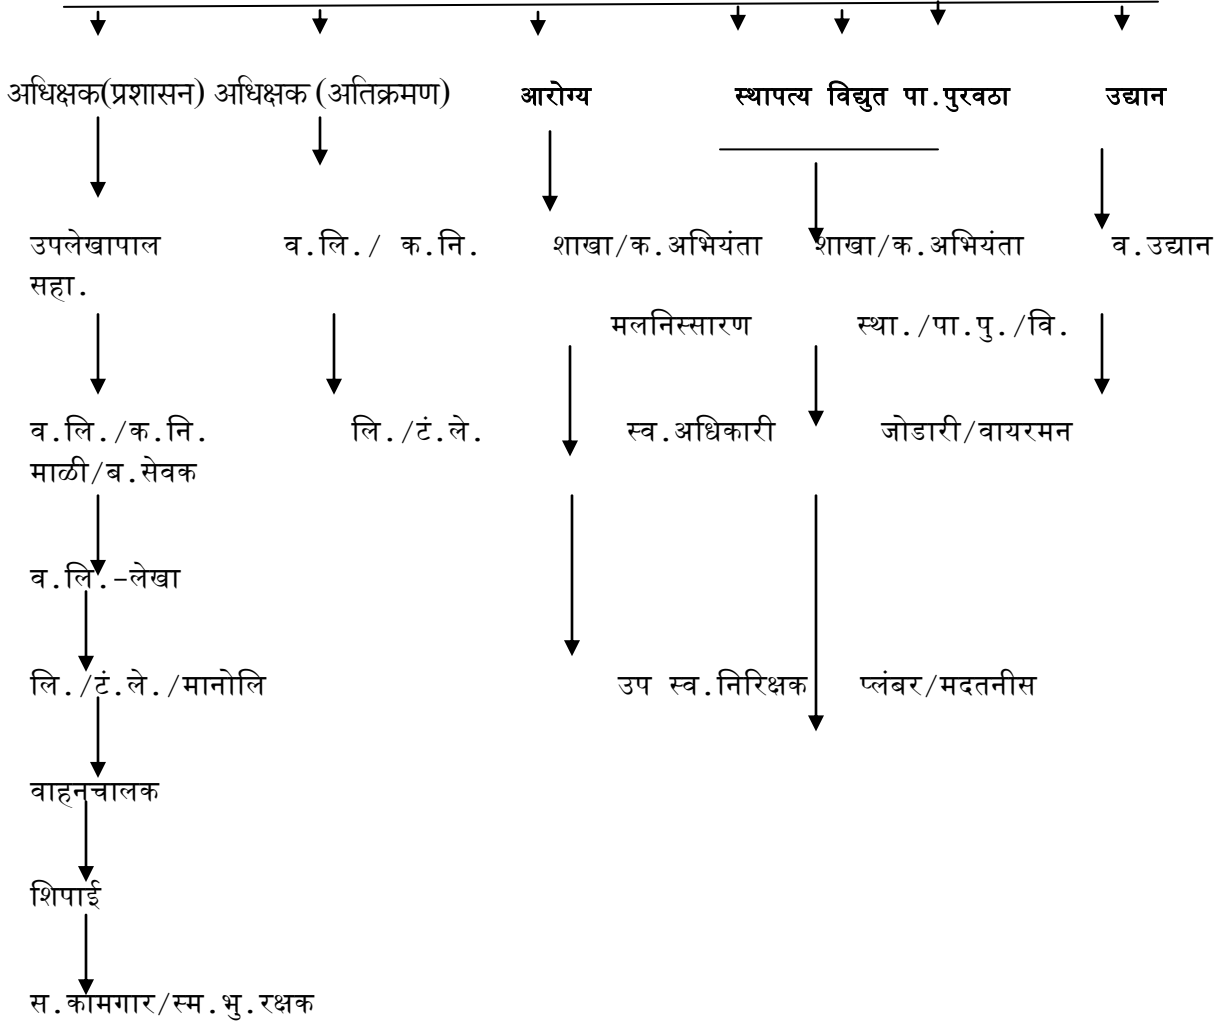 अधिक्षक(प्रशासन) अधिक्षक (अतिक्रमण) आरोग्य स्थापत्य विद्युत पा.पुरवठा उद्यान
उपलेखापाल व.लि./ क.नि. शाखा/क.अभियंता शाखा/क.अभियंता व.उद्यान
सहा.
मलनिस्सारण स्था./पा.पु./वि.
व.लि./क.नि. लि./टं.ले. स्व.अधिकारी जोडारी/वायरमन
माळी/ब.सेवक
व.लि.-लेखा
लि./टं.ले./मानोलि उप स्व.निरिक्षक प्लंबर/मदतनीस
वाहनचालक
शिपाई
स.कामगार/स्म.भु.रक्षक